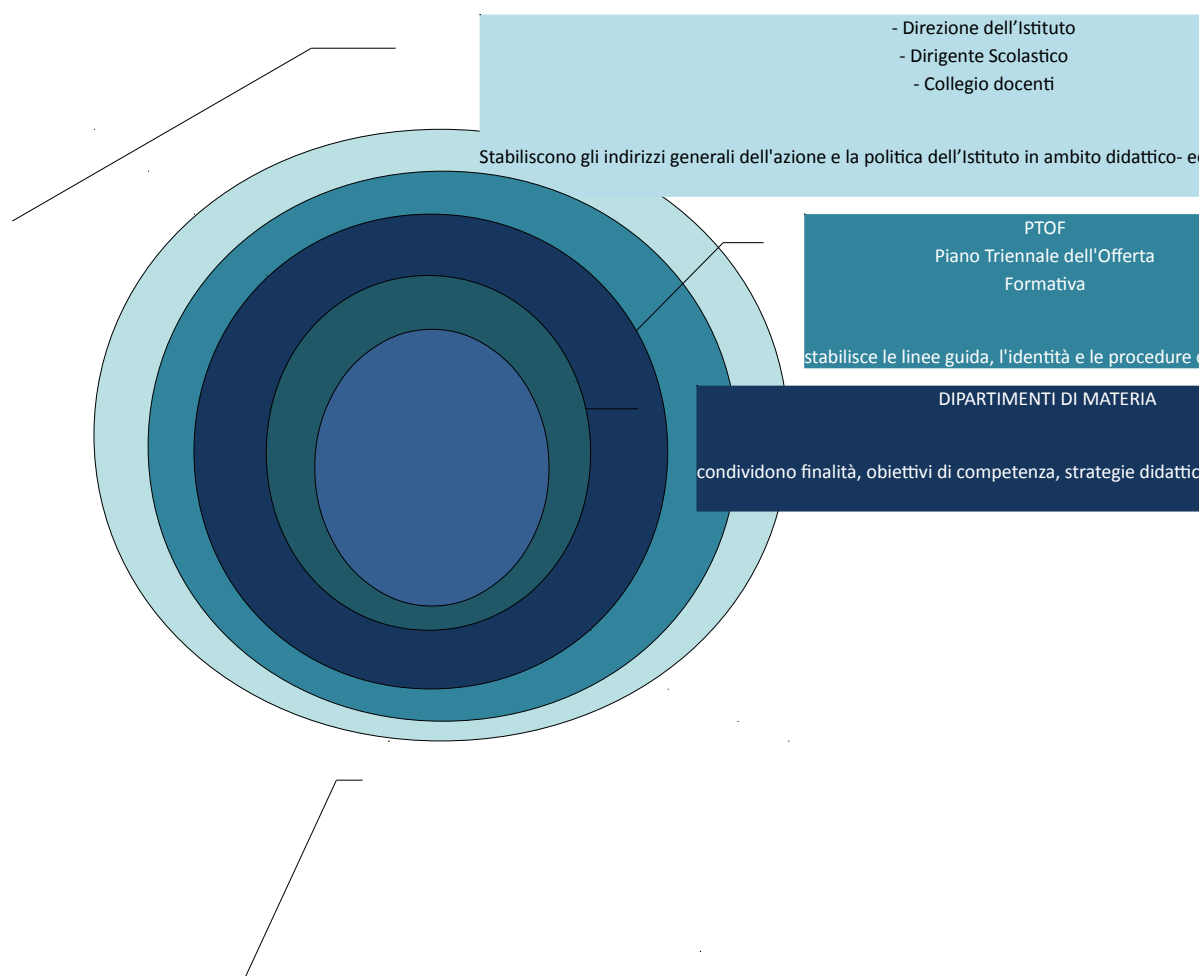 - Direzione dell’Istituto
- Dirigente Scolastico
- Collegio docenti
Stabiliscono gli indirizzi generali dell'azione e la politica dell’Istituto in ambito didattico-
PTOF
Piano Triennale dell'Offerta
Formativa
stabilisce le linee guida, l'identità e le procedure
DIPARTIMENTI DI MATERIA
condividono finalità, obiettivi di competenza, strategie